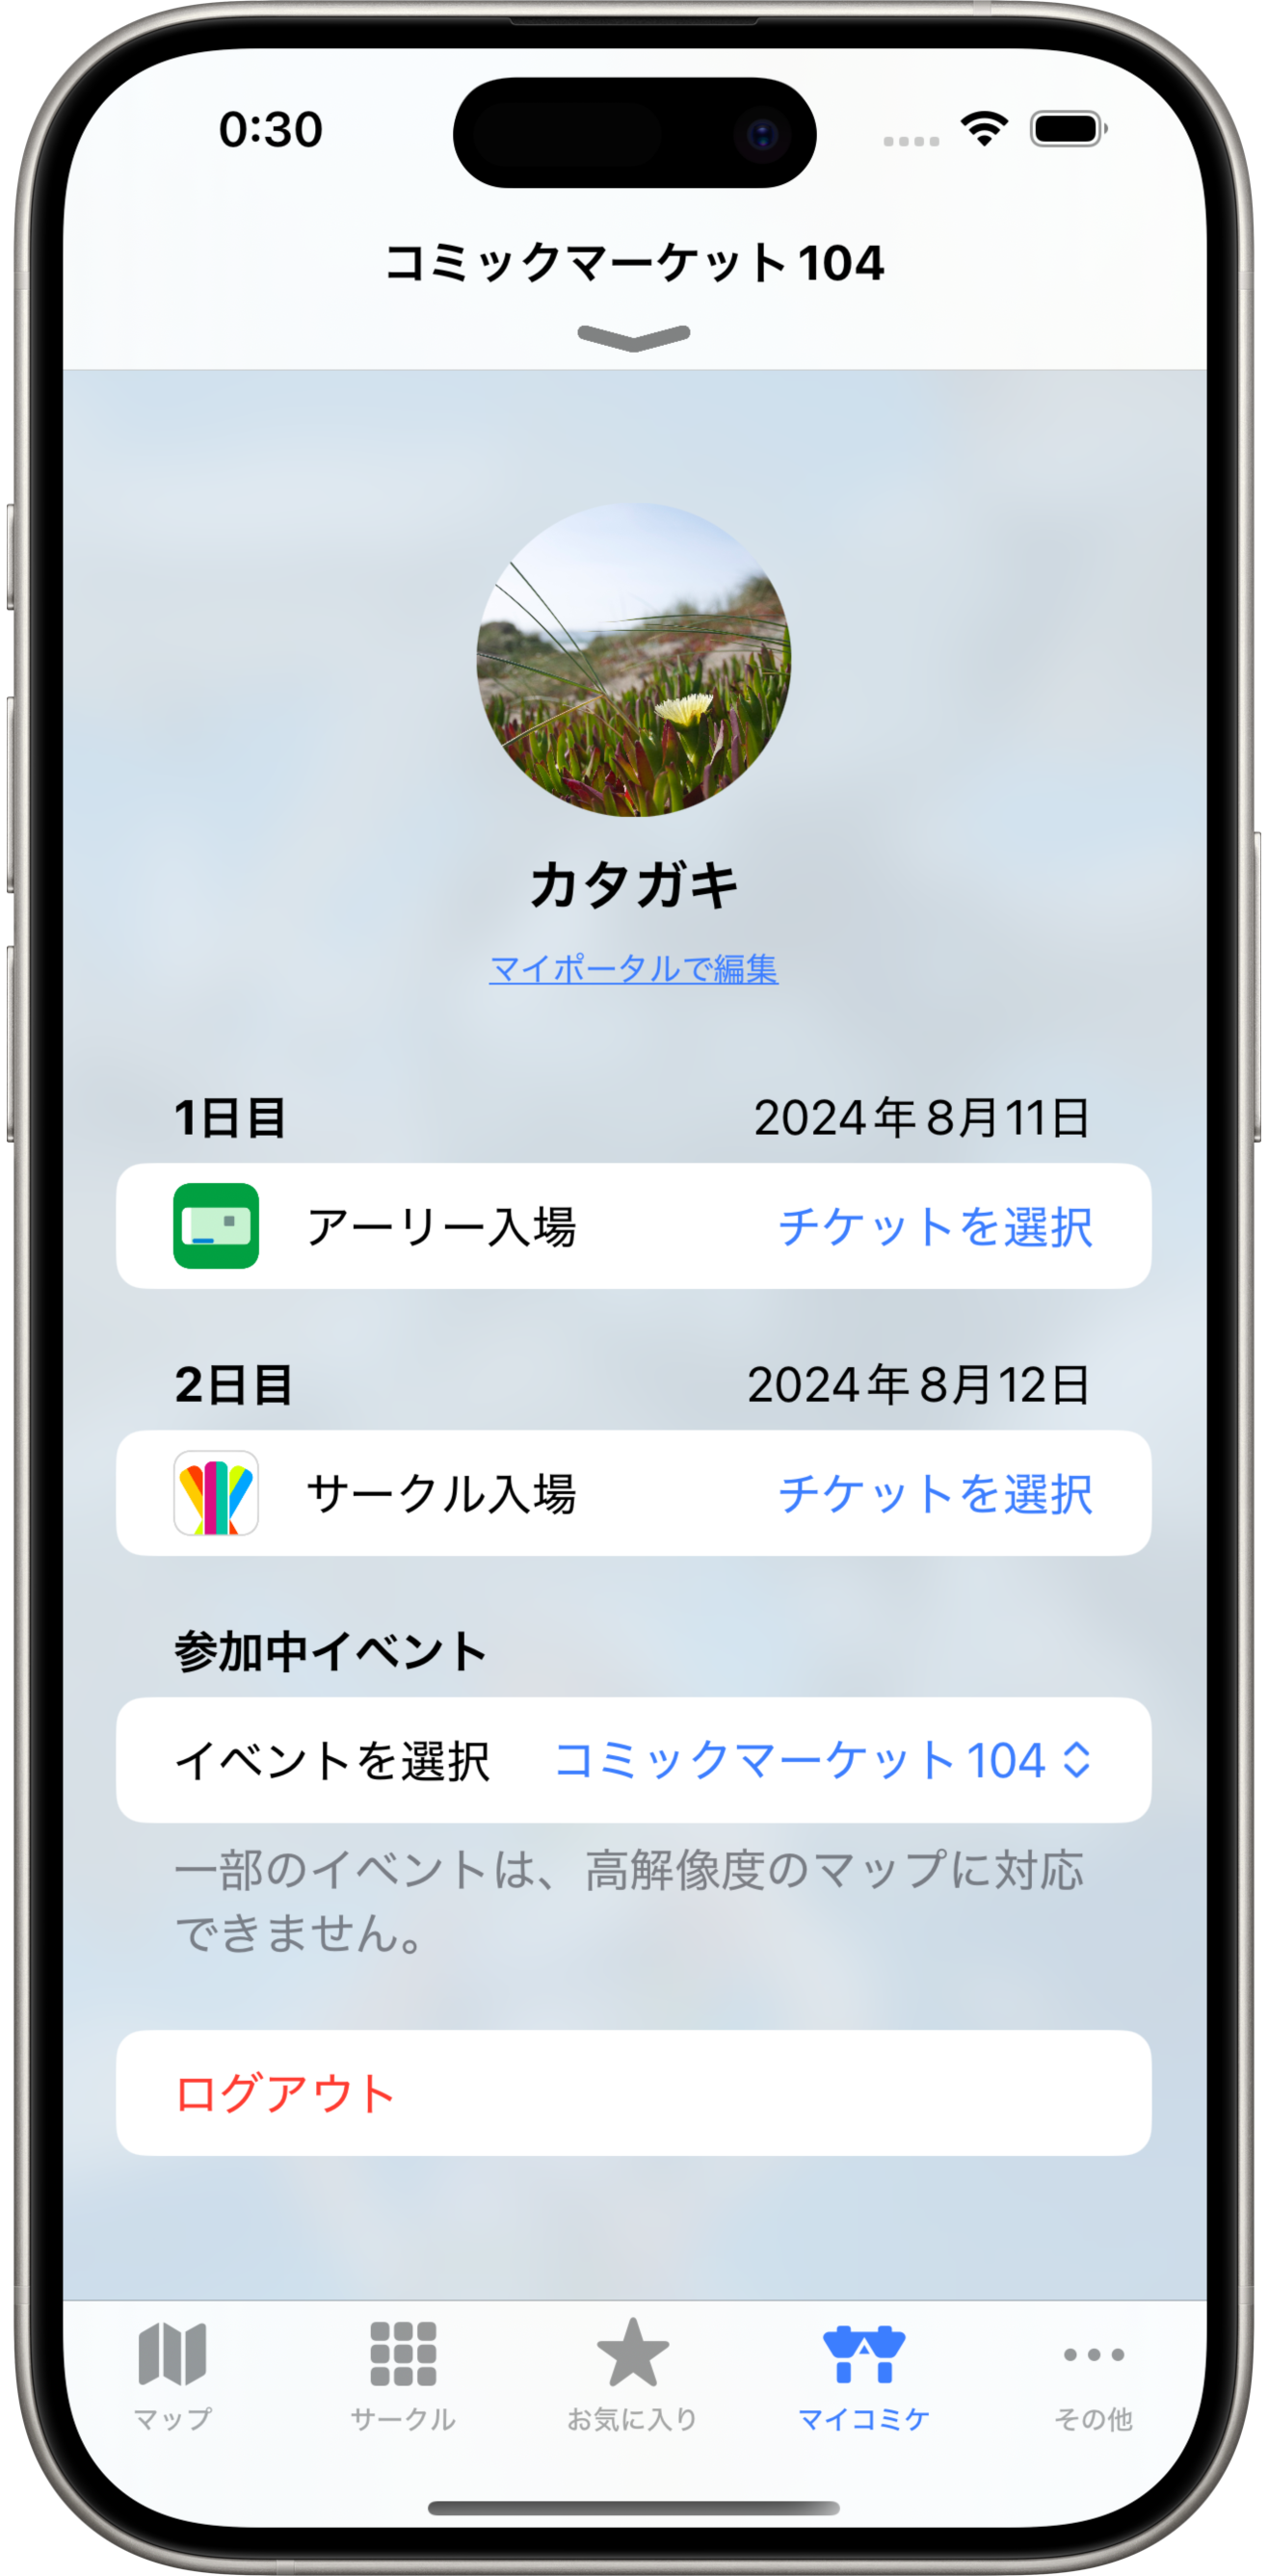 0:30
コミックマーケット 104
カタガキ
マイポータルで編集
1日目 2024年8月11日
アーリー入場 チケットを選択
2日目 2024年8月12日
サークル入場 チケットを選択
参加中イベント
イベントを選択 コミックマーケット 104
一部のイベントは、高解像度のマップに対応
できません。
ログアウト
マップ サークル お気に入り マイコミケ その他